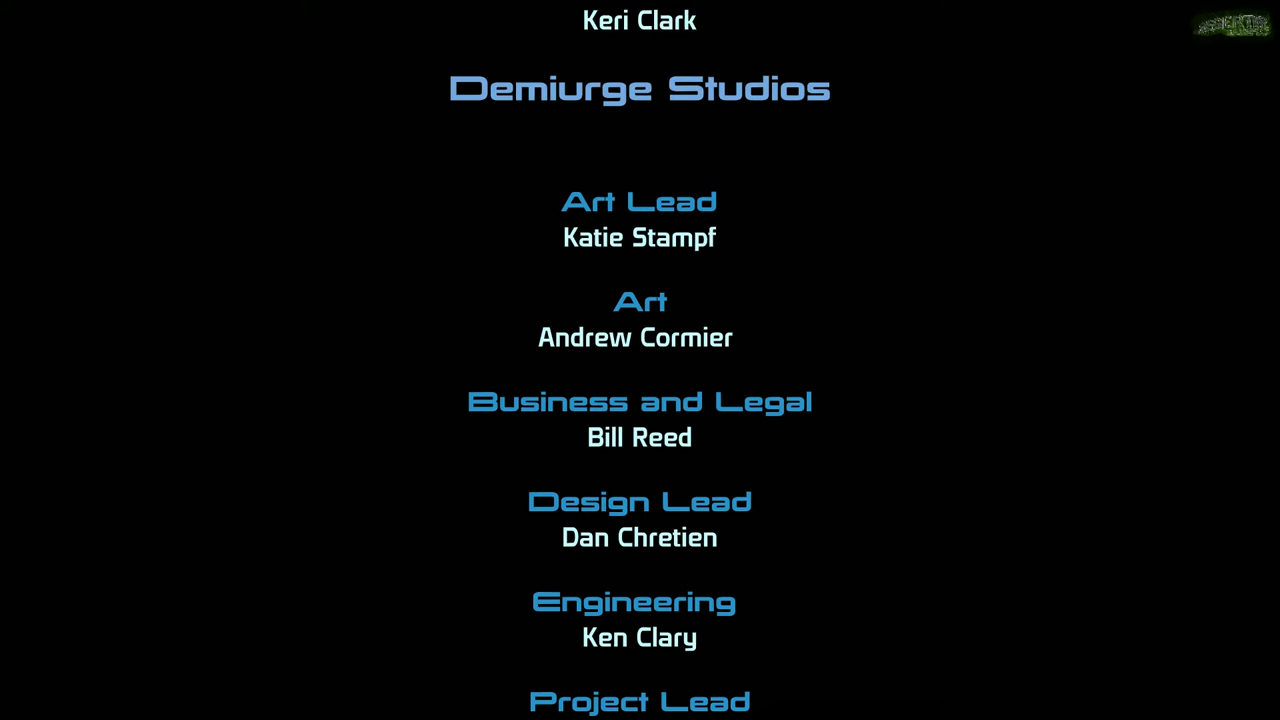 Keri Clark
Demiurge Studios
Art Lead
Katie Stampf
Art
Andrew Cormier
Business and Legal
Bill Reed
Design Lead
Dan Chretien
Engineering
Ken Clary
Project Lead